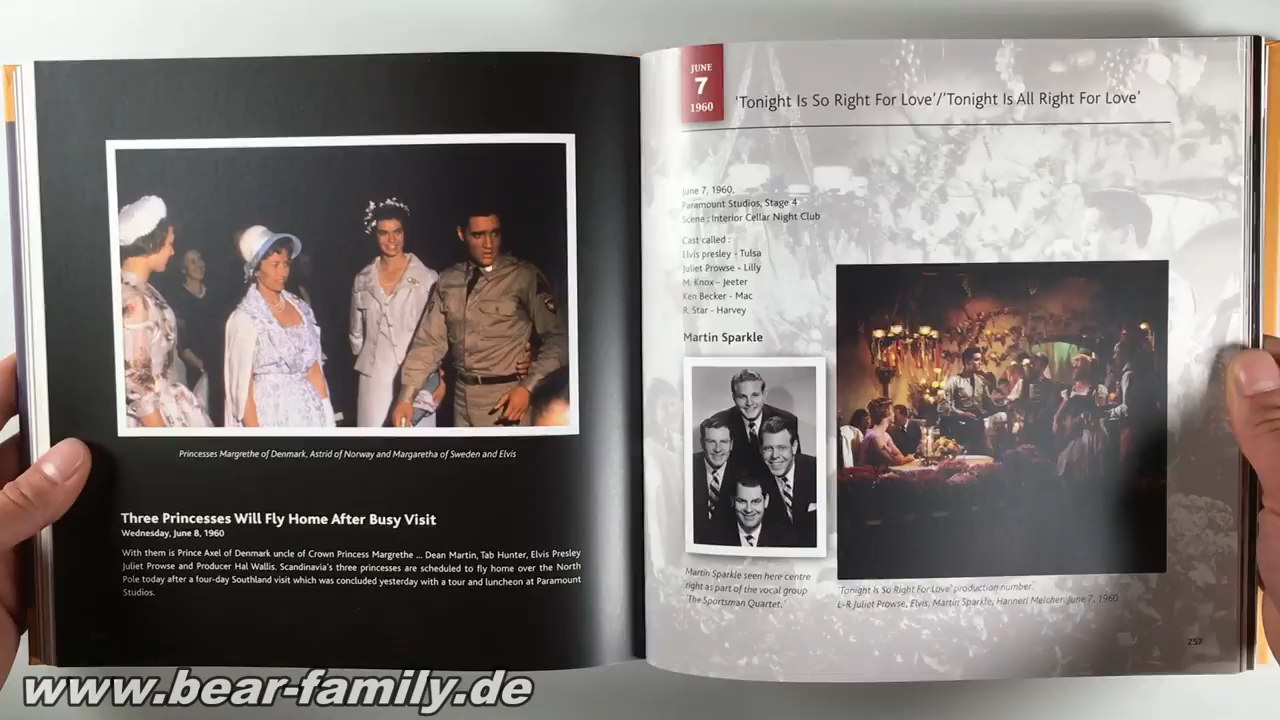 Princesses Margrethe of Denmark, Astrid of Norway and Margaretha of Sweden and Elvis
Three Princesses Will Fly Home After Busy Visit
Wednesday, June 8, 1960
With them is Prince Axel of Denmark uncle of Crown Princess Margrethe ... Dean Martin, Tab Hunter, Elvis Presley
Juliet Prowse and Producer Hal Wallis. Scandinavia's three princesses are scheduled to fly home over the North
Pole today after a four-day Southland visit which was concluded yesterday with a tour and luncheon at Paramount
Studios.
JUNE
7
1960
'Tonight Is So Right For Love'/'Tonight Is All Right For Love'
June 7, 1960.
Paramount Studios, Stage 4.
Scene : Interior Cellar Night Club
Cast called :
Elvis presley - Tulsa
Juliet Prowse - Lilly
M. Knox - Jeeter
Ken Becker - Mac
R. Star - Harvey
Martin Sparkle
Martin Sparkle seen here centre
right as part of the vocal group
'The Sportsman Quartet.'
'Tonight Is So Right For Love' production number.
L-R Juliet Prowse, Elvis, Martin Sparkle, Hannerl Melcher. June 7, 1960
257
www.bear-family.de